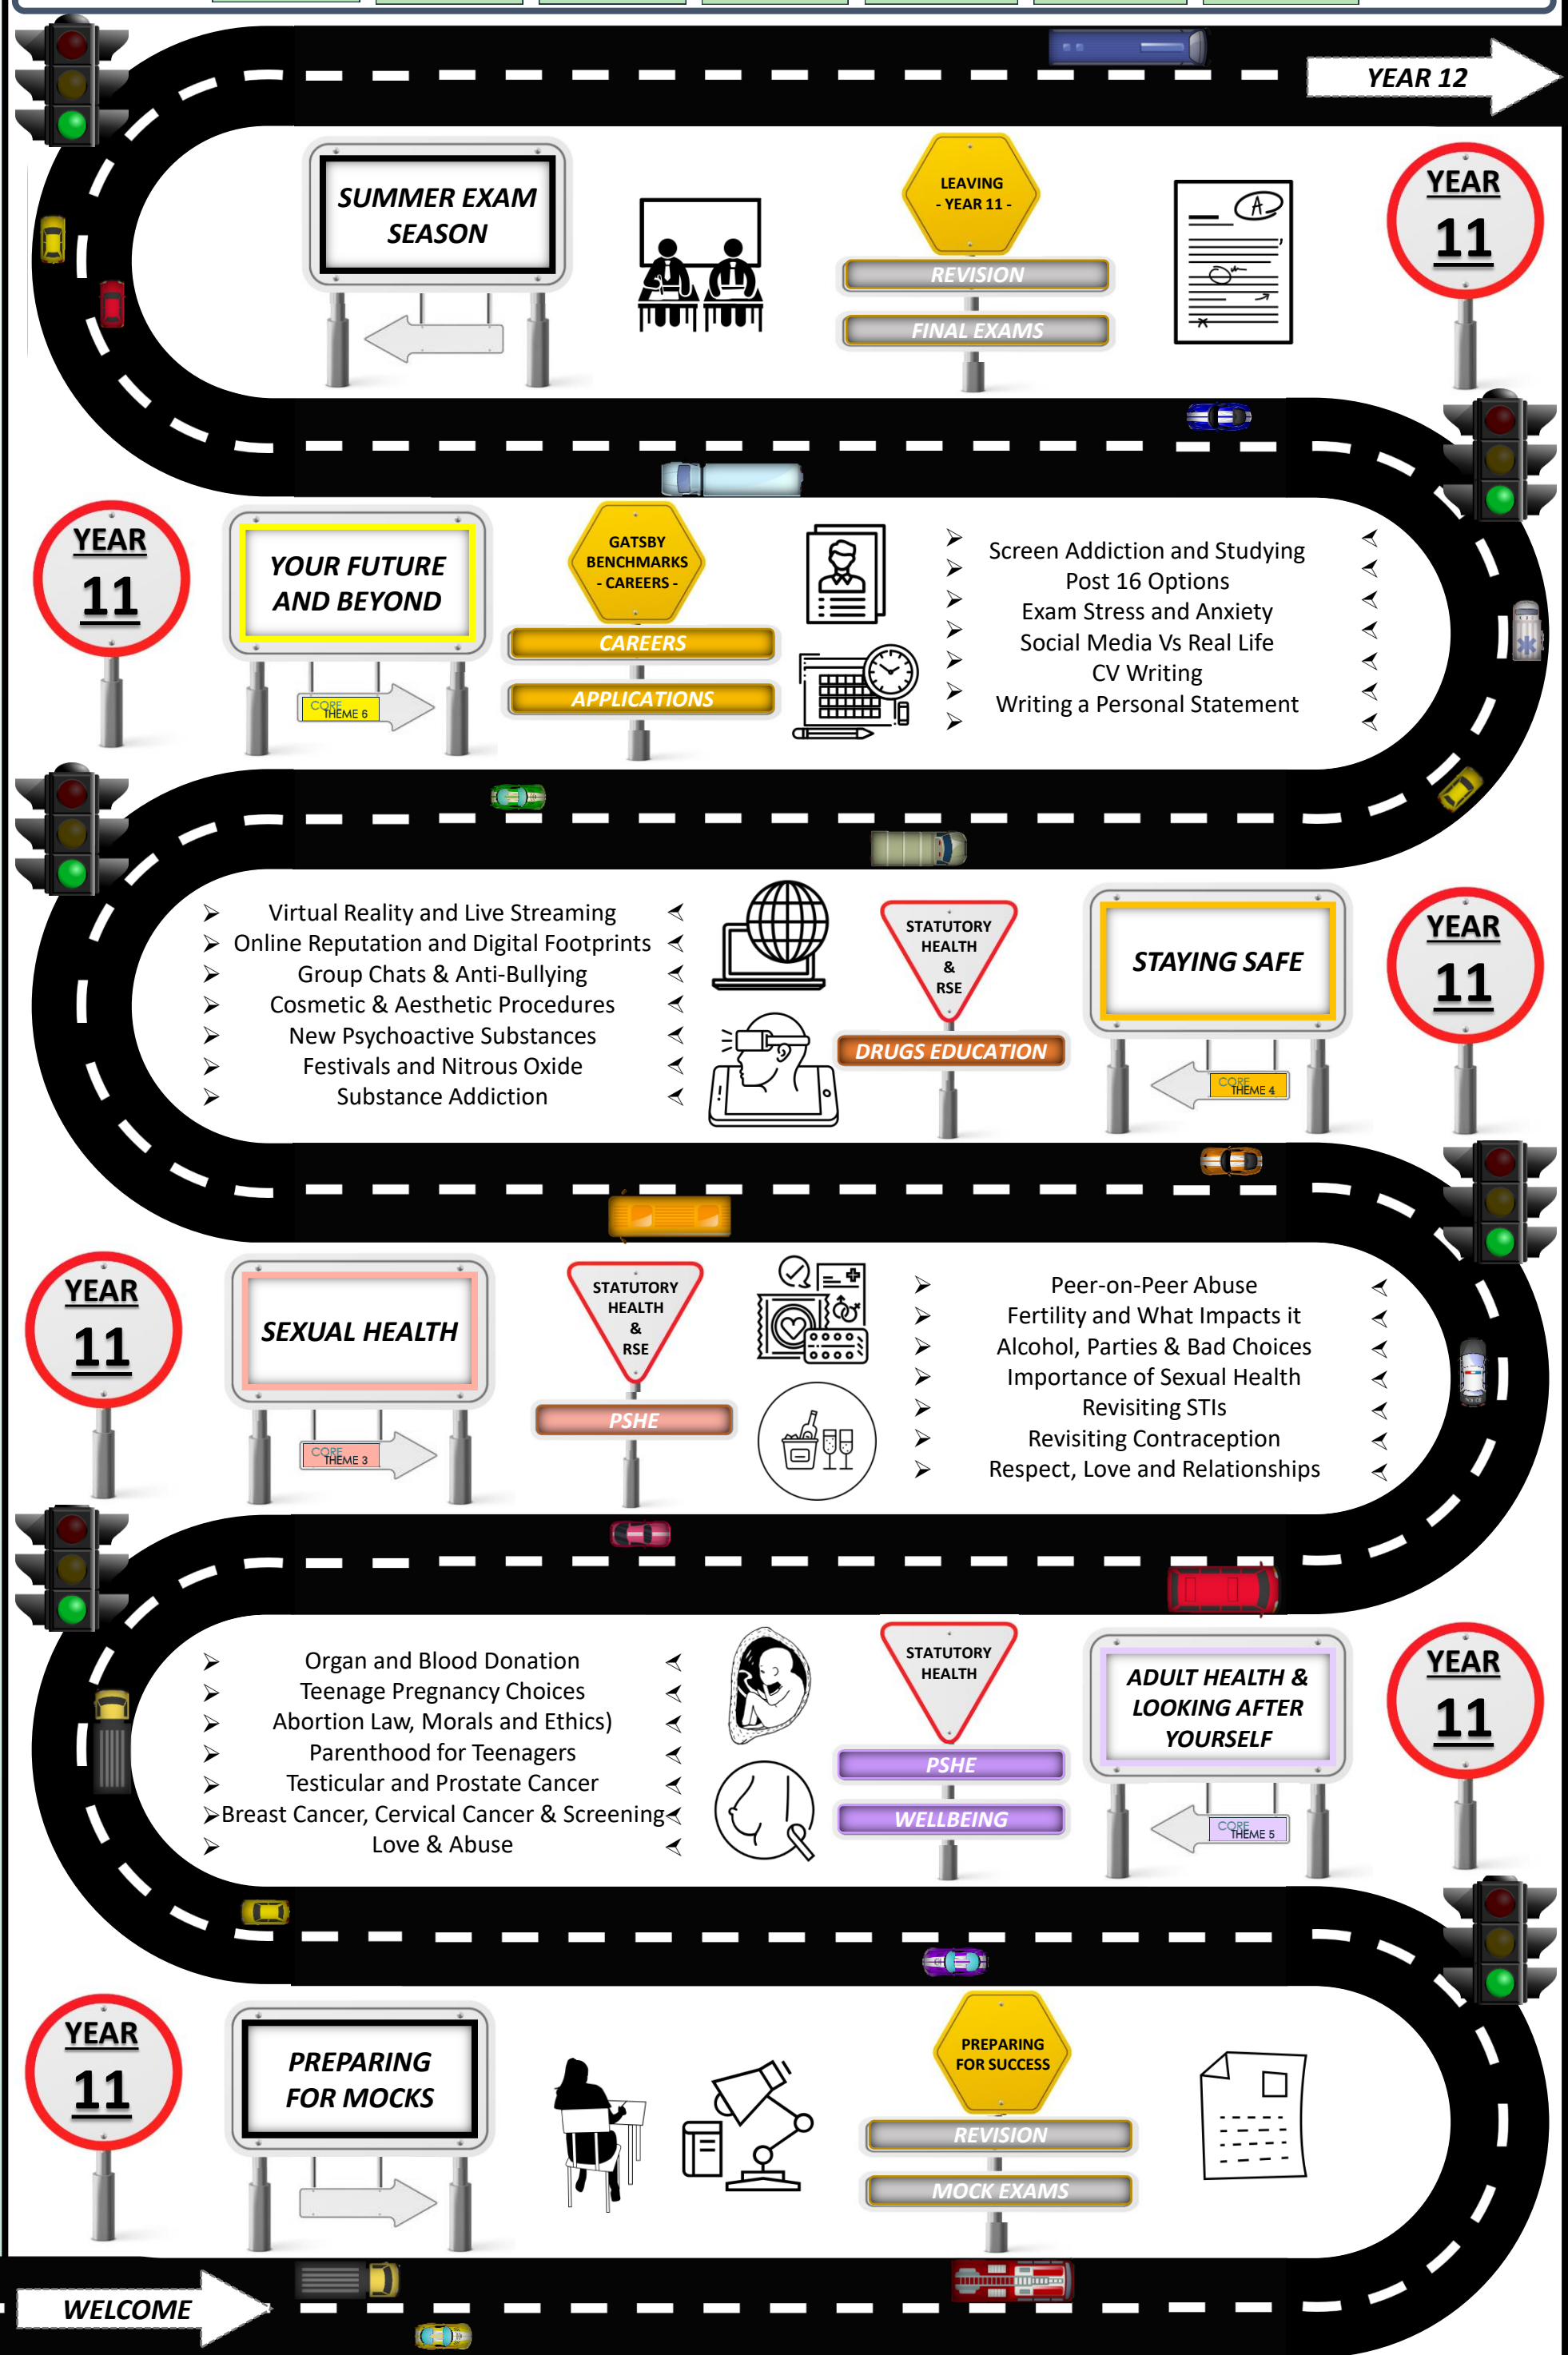 YEAR 12
SUMMER EXAM
SEASON
LEAVING
- YEAR 11 -
REVISION
FINAL EXAMS
A
YEAR
11
YEAR
11
YOUR FUTURE
AND BEYOND
CORE
THEME 6
GATSBY
BENCHMARKS
- CAREERS -
CAREERS
APPLICATIONS
Screen Addiction and Studying
Post 16 Options
Exam Stress and Anxiety
Social Media Vs Real Life
CV Writing
Writing a Personal Statement
Virtual Reality and Live Streaming
Online Reputation and Digital Footprints
Group Chats & Anti-Bullying
Cosmetic & Aesthetic Procedures
New Psychoactive Substances
Festivals and Nitrous Oxide
Substance Addiction
STATUTORY
HEALTH
&
RSE
DRUGS EDUCATION
STAYING SAFE
CORE
THEME 4
YEAR
11
YEAR
11
SEXUAL HEALTH
CORE
THEME 3
STATUTORY
HEALTH
&
RSE
PSHE
Peer-on-Peer Abuse
Fertility and What Impacts it
Alcohol, Parties & Bad Choices
Importance of Sexual Health
Revisiting STIs
Revisiting Contraception
Respect, Love and Relationships
Organ and Blood Donation
Teenage Pregnancy Choices
Abortion Law, Morals and Ethics)
Parenthood for Teenagers
Testicular and Prostate Cancer
Breast Cancer, Cervical Cancer & Screening
Love & Abuse
STATUTORY
HEALTH
PSHE
WELLBEING
ADULT HEALTH &
LOOKING AFTER
YOURSELF
CORE
THEME 5
YEAR
11
YEAR
11
PREPARING
FOR MOCKS
PREPARING
FOR SUCCESS
REVISION
MOCK EXAMS
WELCOME